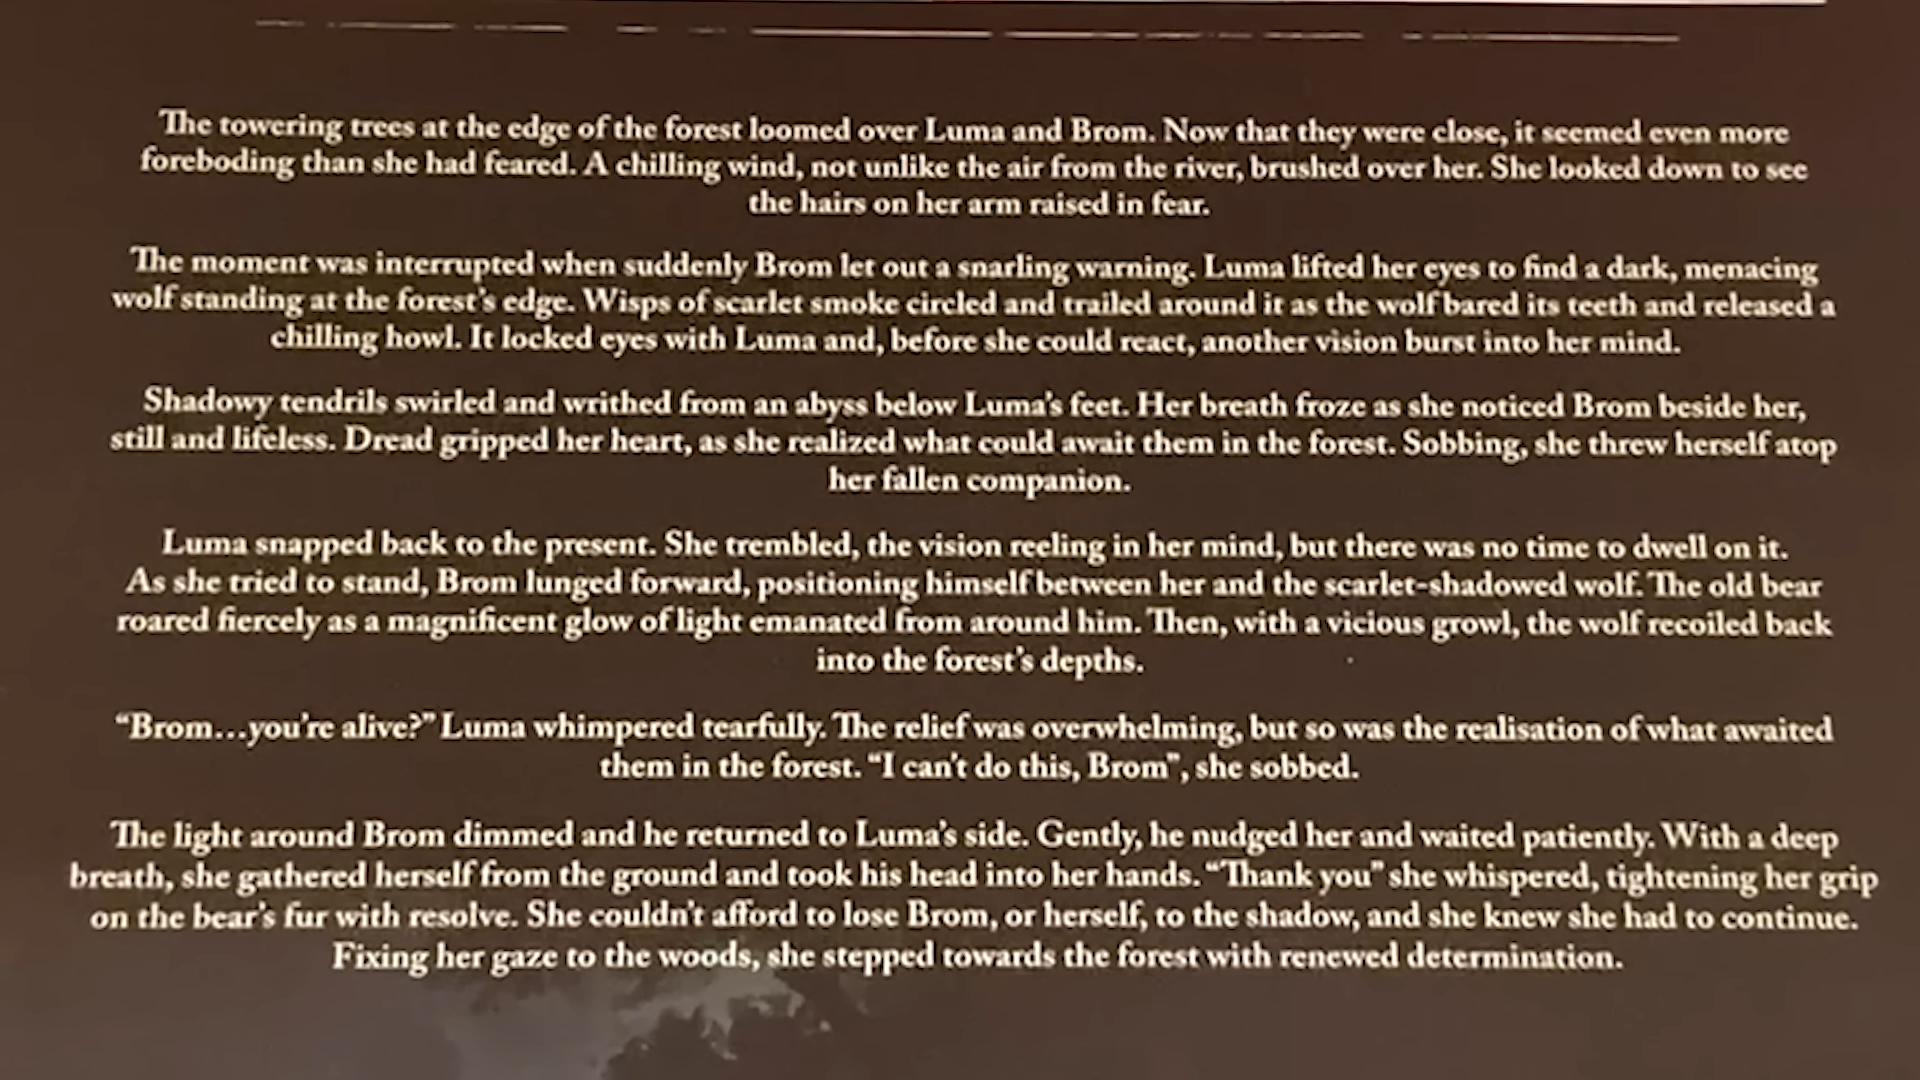 The towering trees at the edge of the forest loomed over Luma and Brom. Now that they were close, it seemed even more
foreboding than she had feared. A chilling wind, not unlike the air from the river, brushed over her. She looked down to see
the hairs on her arm raised in fear.
The moment was interrupted when suddenly Brom let out a snarling warning. Luma lifted her eyes to find a dark, menacing
wolf standing at the forest's edge. Wisps of scarlet smoke circled and trailed around it as the wolf bared its teeth and released a
chilling howl. It locked eyes with Luma and, before she could react, another vision burst into her mind.
Shadowy tendrils swirled and writhed from an abyss below Luma's feet. Her breath froze as she noticed Brom beside her,
still and lifeless. Dread gripped her heart, as she realized what could await them in the forest. Sobbing, she threw herself atop
her fallen companion.
Luma snapped back to the present. She trembled, the vision reeling in her mind, but there was no time to dwell on it.
As she tried to stand, Brom lunged forward, positioning himself between her and the scarlet-shadowed wolf. The old bear
roared fiercely as a magnificent glow of light emanated from around him. Then, with a vicious growl, the wolf recoiled back
into the forest's depths.
“Brom...you're alive?” Luma whimpered tearfully. The relief was overwhelming, but so was the realisation of what awaited
them in the forest. “I can't do this, Brom”, she sobbed.
The light around Brom dimmed and he returned to Luma's side. Gently, he nudged her and waited patiently. With a deep
breath, she gathered herself from the ground and took his head into her hands. “Thank you” she whispered, tightening her grip
on the bear's fur with resolve. She couldn't afford to lose Brom, or herself, to the shadow, and she knew she had to continue.
Fixing her gaze to the woods, she stepped towards the forest with renewed determination.